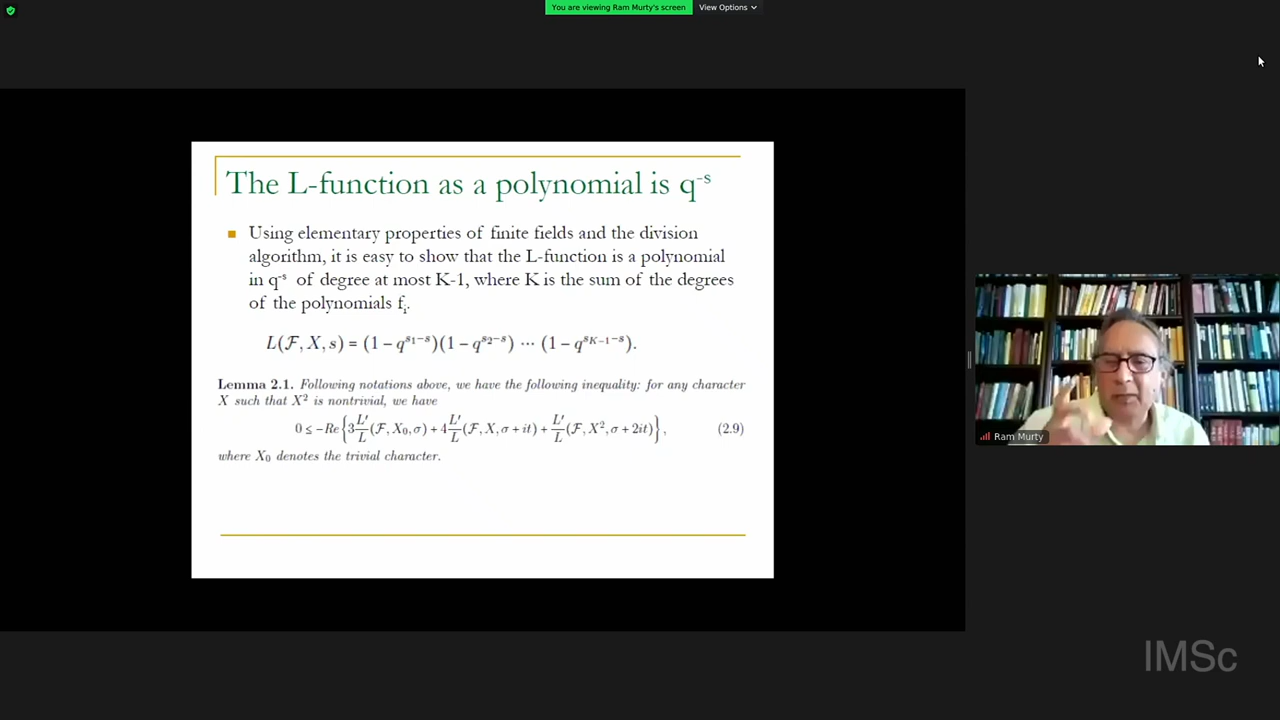 You are viewing Ram Murty's screen View Options
The L-function as a polynomial is q⁻ˢ
Using elementary properties of finite fields and the division
algorithm, it is easy to show that the L-function is a polynomial
in q⁻ˢ of degree at most K-1, where K is the sum of the degrees
of the polynomials fᵢ.
L(ℱ, X, s) = (1 − q^{s₁−s})(1 − q^{s₂−s}) ⋯ (1 − q^{s_{K−1}−s}).
Lemma 2.1. Following notations above, we have the following inequality: for any character
X such that X² is nontrivial, we have
0 ≤ −Re{3 L′/L (ℱ, X₀, σ) + 4 L′/L (ℱ, X, σ + it) + L′/L (ℱ, X², σ + 2it)}, (2.9)
where X₀ denotes the trivial character.
Ram Murty
IMSc